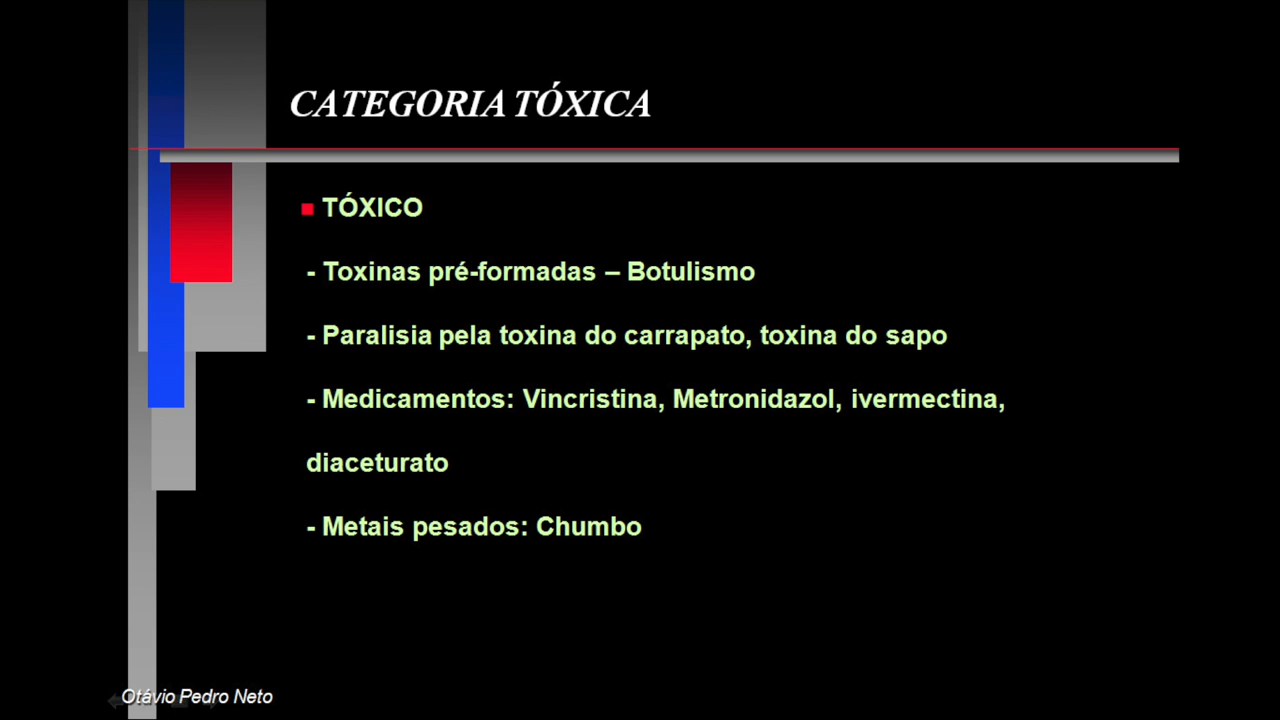 CATEGORIA TÓXICA
TÓXICO
- Toxinas pré-formadas – Botulismo
- Paralisia pela toxina do carrapato, toxina do sapo
- Medicamentos: Vincristina, Metronidazol, ivermectina,
diaceturato
- Metais pesados: Chumbo
Otávio Pedro Neto